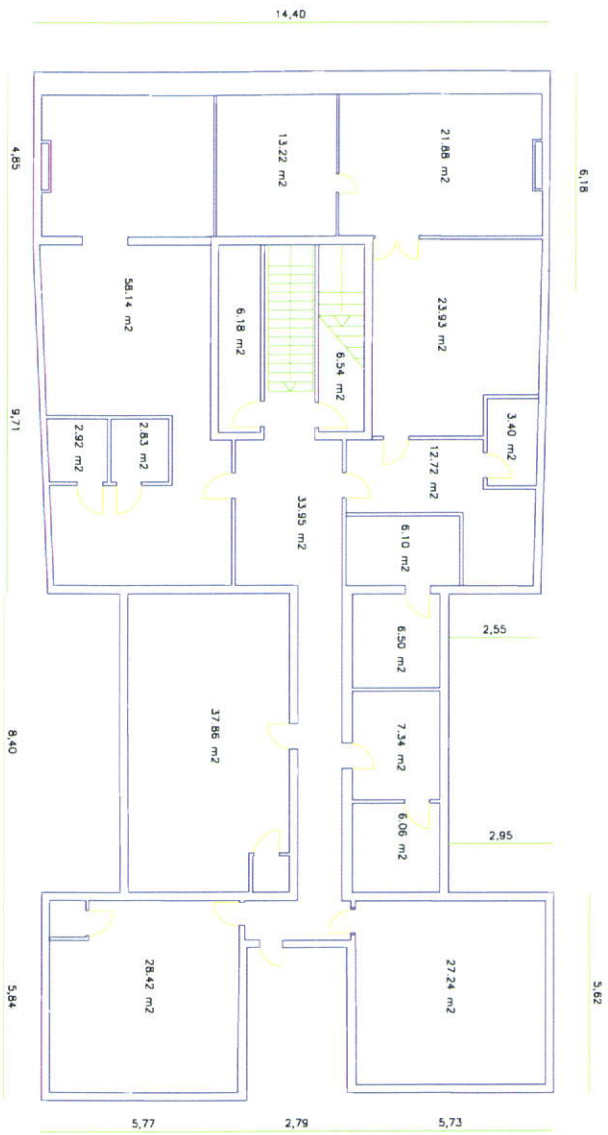 14,40
4,85
6,18
13.22 m2
21.88 m2
58.14 m2
6.18 m2
6.54 m2
23.93 m2
9,71
2.92 m2
2.83 m2
3.40 m2
12.72 m2
33.95 m2
6.10 m2
6.50 m2
2,55
37.86 m2
7.34 m2
8,40
6.06 m2
2,95
28.42 m2
27.24 m2
5,84
5,62
5,77
2,79
5,73